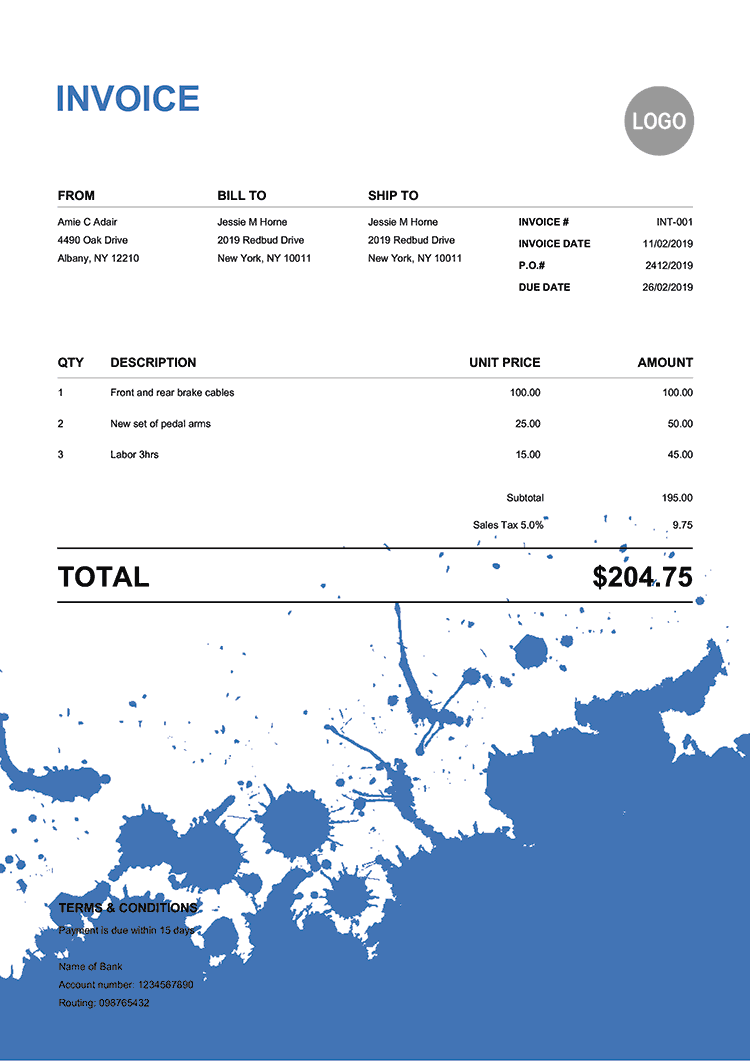 INVOICE
LOGO
FROM BILL TO SHIP TO
Amie C Adair Jessie M Horne Jessie M Horne INVOICE # INT-001
4490 Oak Drive 2019 Redbud Drive 2019 Redbud Drive INVOICE DATE 11/02/2019
Albany, NY 12210 New York, NY 10011 New York, NY 10011 P.O.# 2412/2019
DUE DATE 26/02/2019
QTY DESCRIPTION UNIT PRICE AMOUNT
1 Front and rear brake cables 100.00 100.00
2 New set of pedal arms 25.00 50.00
3 Labor 3hrs 15.00 45.00
Subtotal 195.00
Sales Tax 5.0% 9.75
TOTAL $204.75
TERMS & CONDITIONS
Payment is due within 15 days
Name of Bank
Account number: 1234567890
Routing: 098765432